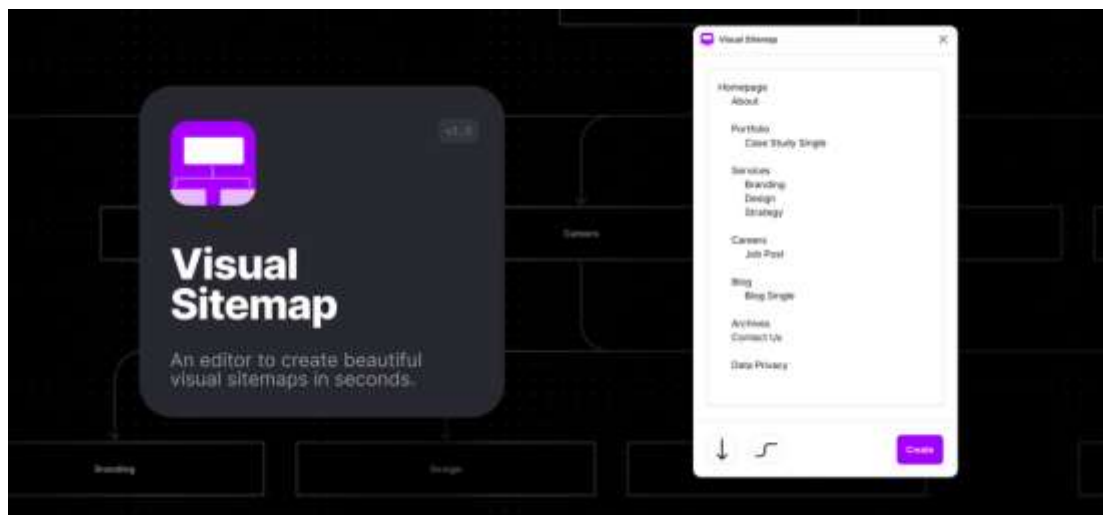 Visual
Sitemap
An editor to create beautiful
visual sitemaps in seconds.
Visual Sitemap
Homepage
About
Portfolio
Case Study Single
Services
Branding
Design
Strategy
Careers
Job Post
Blog
Blog Single
Archives
Contact Us
Data Privacy
Create
Careers
Branding
Design